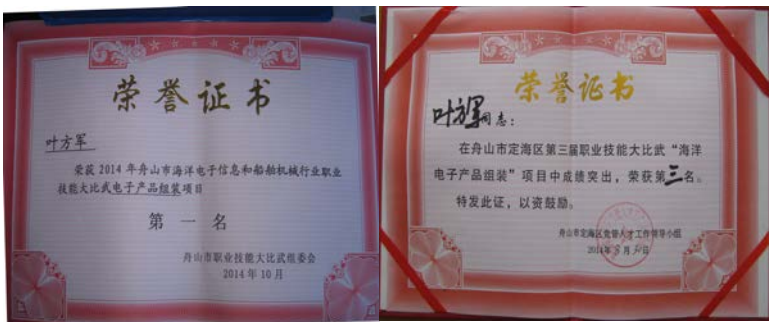 荣誉证书
叶方军
荣获2014年舟山市海洋电子信息和船舶机械行业职业
技能大比武电子产品组装项目
第一名
舟山市职业技能大比武组委会
2014年10月
荣誉证书
叶方军同志：
在舟山市定海区第三届职业技能大比武“海洋
电子产品组装”项目中成绩突出，荣获第三名。
特发此证，以资鼓励。
舟山市定海区党管人才工作领导小组
2014年 月 日